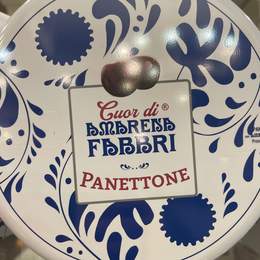 Cuor di®
AMARENA
FABBRI
PANETTONE